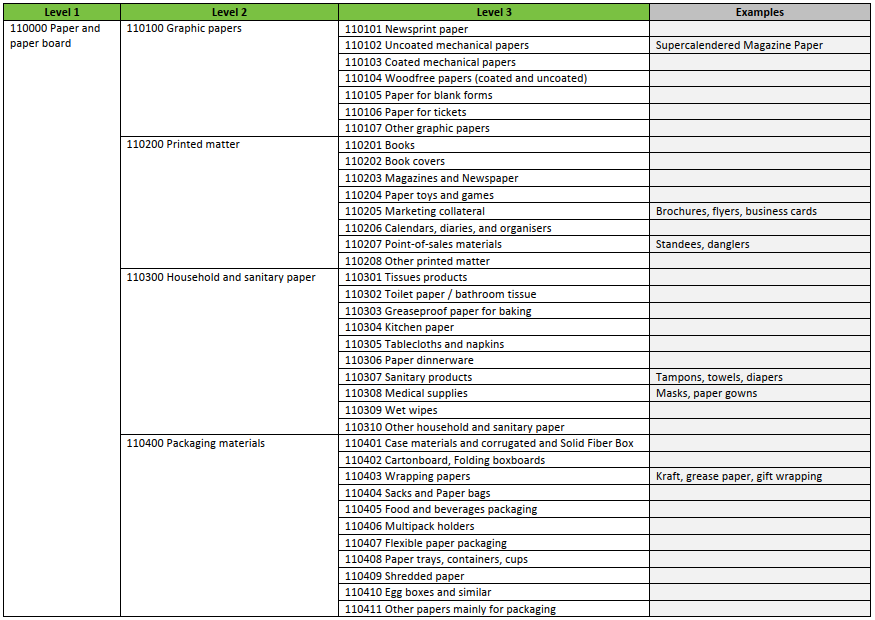 Level 1 Level 2 Level 3 Examples
110000 Paper and 110100 Graphic papers 110101 Newsprint paper
paper board 110102 Uncoated mechanical papers Supercalendered Magazine Paper
110103 Coated mechanical papers
110104 Woodfree papers (coated and uncoated)
110105 Paper for blank forms
110106 Paper for tickets
110107 Other graphic papers
110200 Printed matter 110201 Books
110202 Book covers
110203 Magazines and Newspaper
110204 Paper toys and games
110205 Marketing collateral Brochures, flyers, business cards
110206 Calendars, diaries, and organisers
110207 Point-of-sales materials Standees, danglers
110208 Other printed matter
110300 Household and sanitary paper 110301 Tissues products
110302 Toilet paper / bathroom tissue
110303 Greaseproof paper for baking
110304 Kitchen paper
110305 Tablecloths and napkins
110306 Paper dinnerware
110307 Sanitary products Tampons, towels, diapers
110308 Medical supplies Masks, paper gowns
110309 Wet wipes
110310 Other household and sanitary paper
110400 Packaging materials 110401 Case materials and corrugated and Solid Fiber Box
110402 Cartonboard, Folding boxboards
110403 Wrapping papers Kraft, grease paper, gift wrapping
110404 Sacks and Paper bags
110405 Food and beverages packaging
110406 Multipack holders
110407 Flexible paper packaging
110408 Paper trays, containers, cups
110409 Shredded paper
110410 Egg boxes and similar
110411 Other papers mainly for packaging